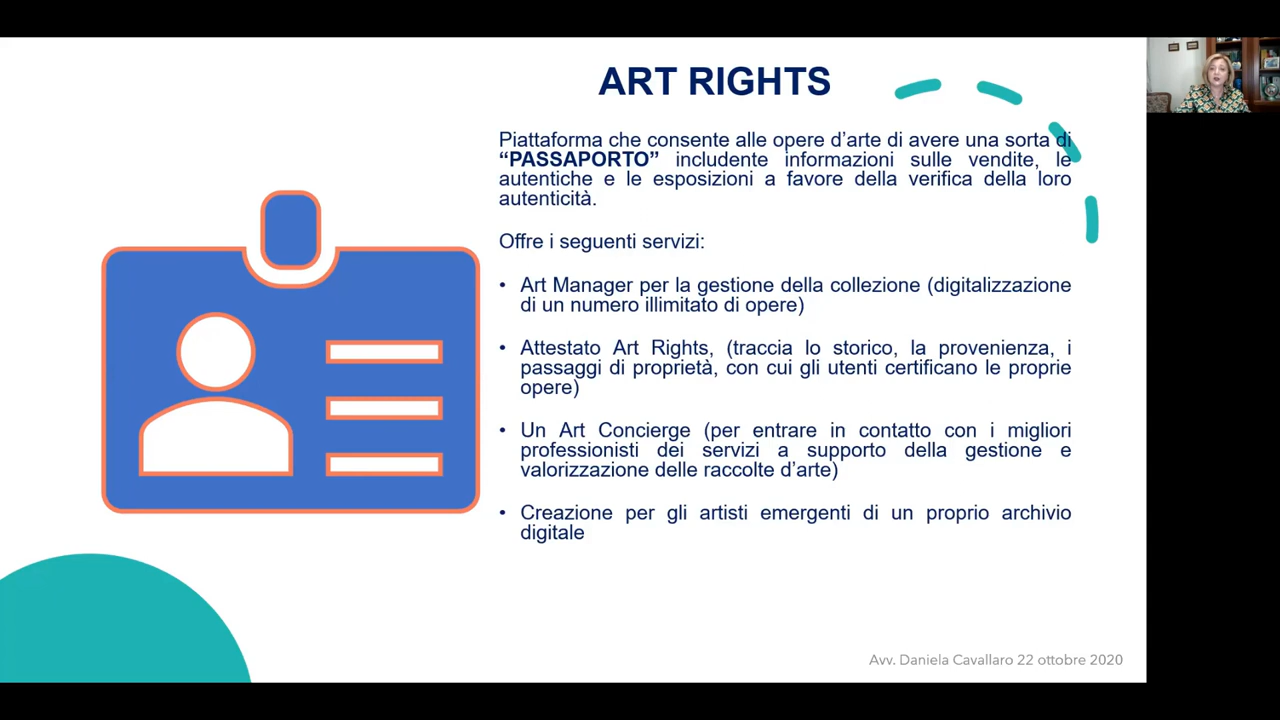 ART RIGHTS
Piattaforma che consente alle opere d’arte di avere una sorta di
“PASSAPORTO” includente informazioni sulle vendite, le
autentiche e le esposizioni a favore della verifica della loro
autenticità.
Offre i seguenti servizi:
• Art Manager per la gestione della collezione (digitalizzazione
di un numero illimitato di opere)
• Attestato Art Rights, (traccia lo storico, la provenienza, i
passaggi di proprietà, con cui gli utenti certificano le proprie
opere)
• Un Art Concierge (per entrare in contatto con i migliori
professionisti dei servizi a supporto della gestione e
valorizzazione delle raccolte d’arte)
• Creazione per gli artisti emergenti di un proprio archivio
digitale
Avv. Daniela Cavallaro 22 ottobre 2020